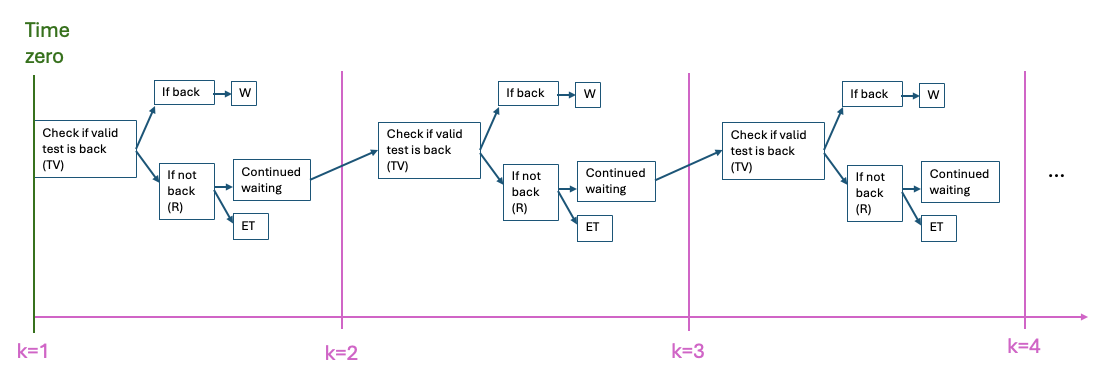 Time
zero
Check if valid
test is back
(TV)
If back
W
If not
back
(R)
Continued
waiting
ET
Check if valid
test is back
(TV)
If back
W
If not
back
(R)
Continued
waiting
ET
Check if valid
test is back
(TV)
If back
W
If not
back
(R)
Continued
waiting
ET
...
k=1
k=2
k=3
k=4